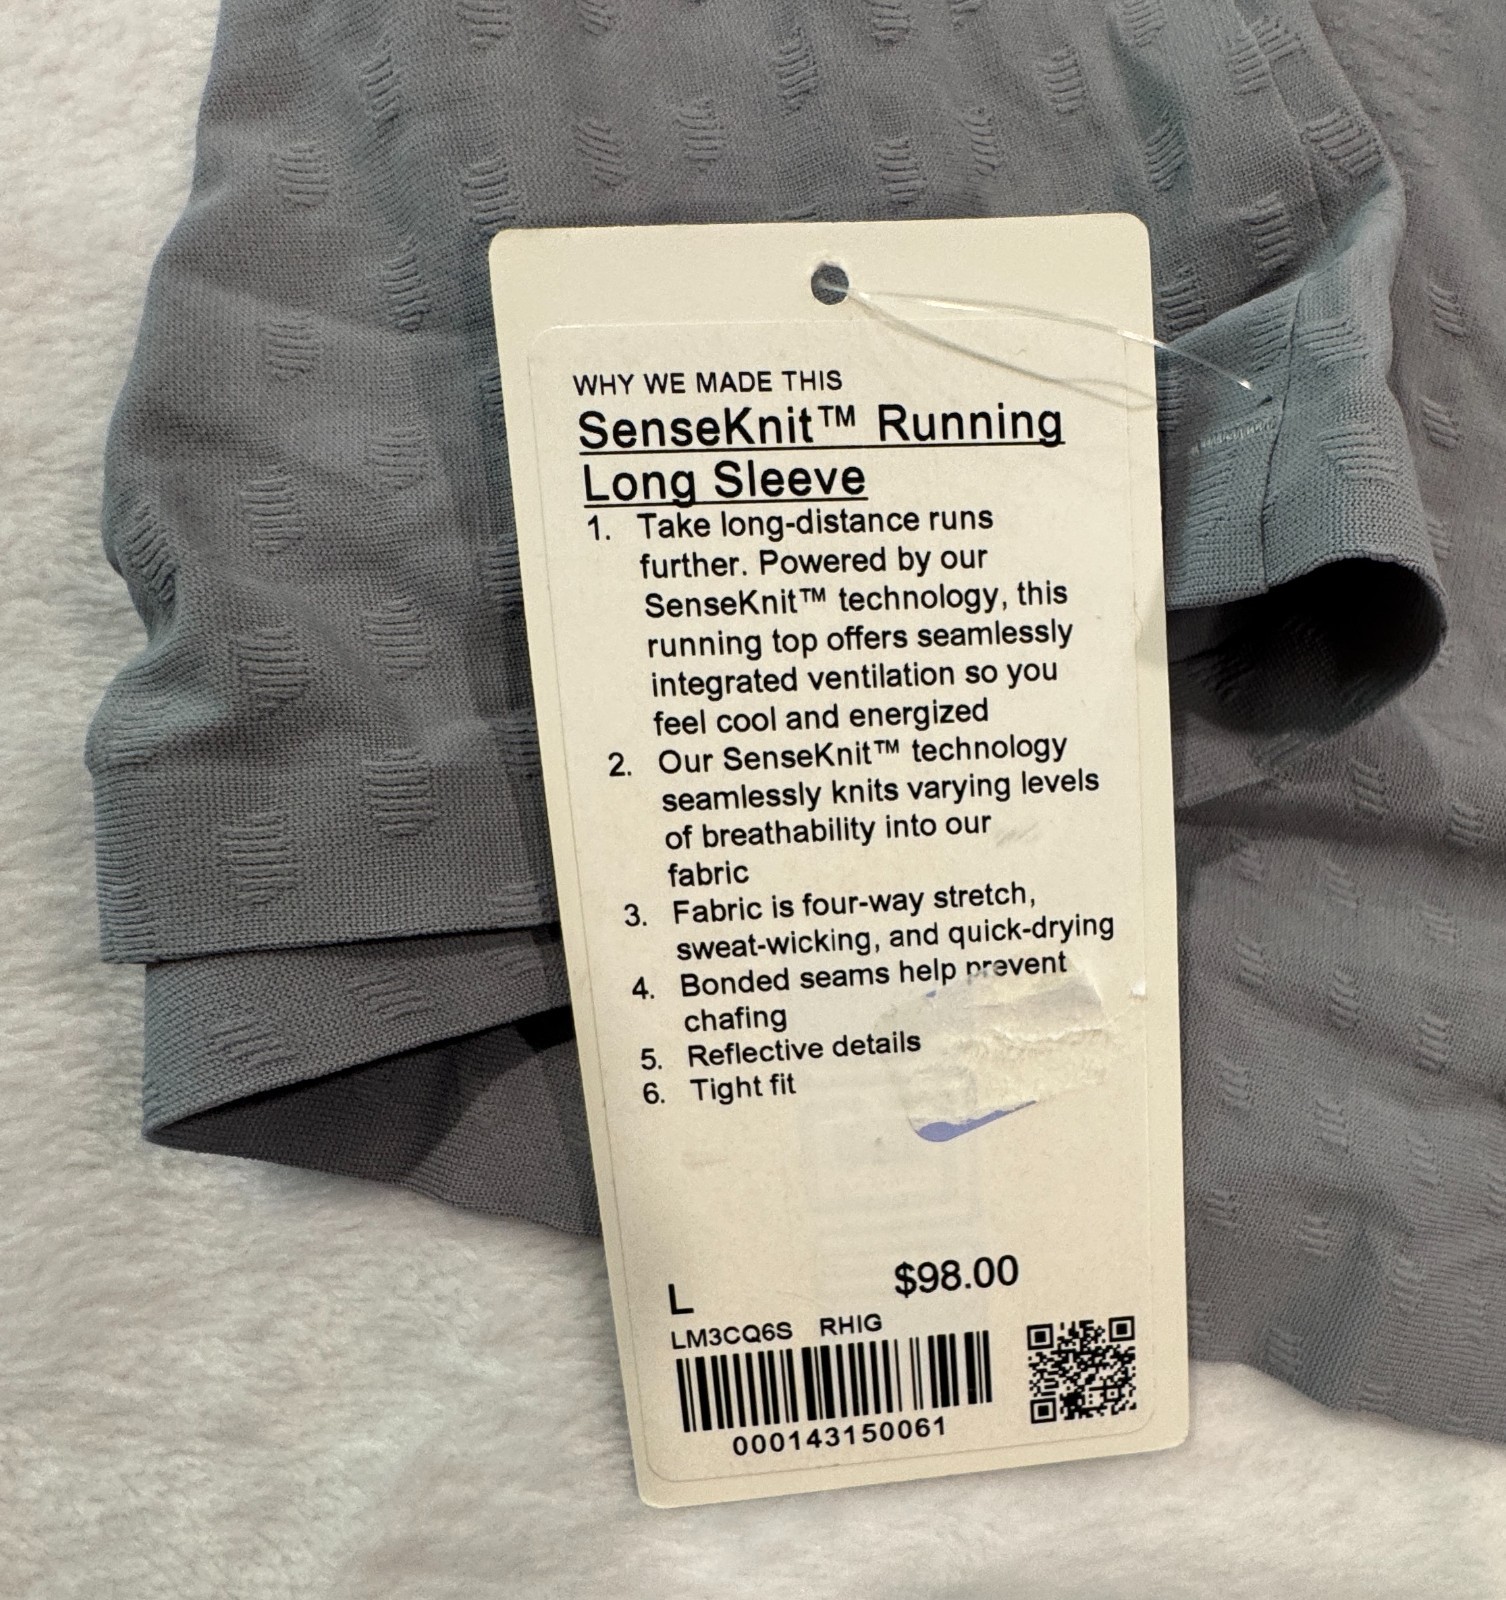 WHY WE MADE THIS
SenseKnit™ Running
Long Sleeve
1. Take long-distance runs
further. Powered by our
SenseKnit™ technology, this
running top offers seamlessly
integrated ventilation so you
feel cool and energized
2. Our SenseKnit™ technology
seamlessly knits varying levels
of breathability into our
fabric
3. Fabric is four-way stretch,
sweat-wicking, and quick-drying
4. Bonded seams help prevent
chafing
5. Reflective details
6. Tight fit
L $98.00
LM3CQ6S RHIG
000143150061